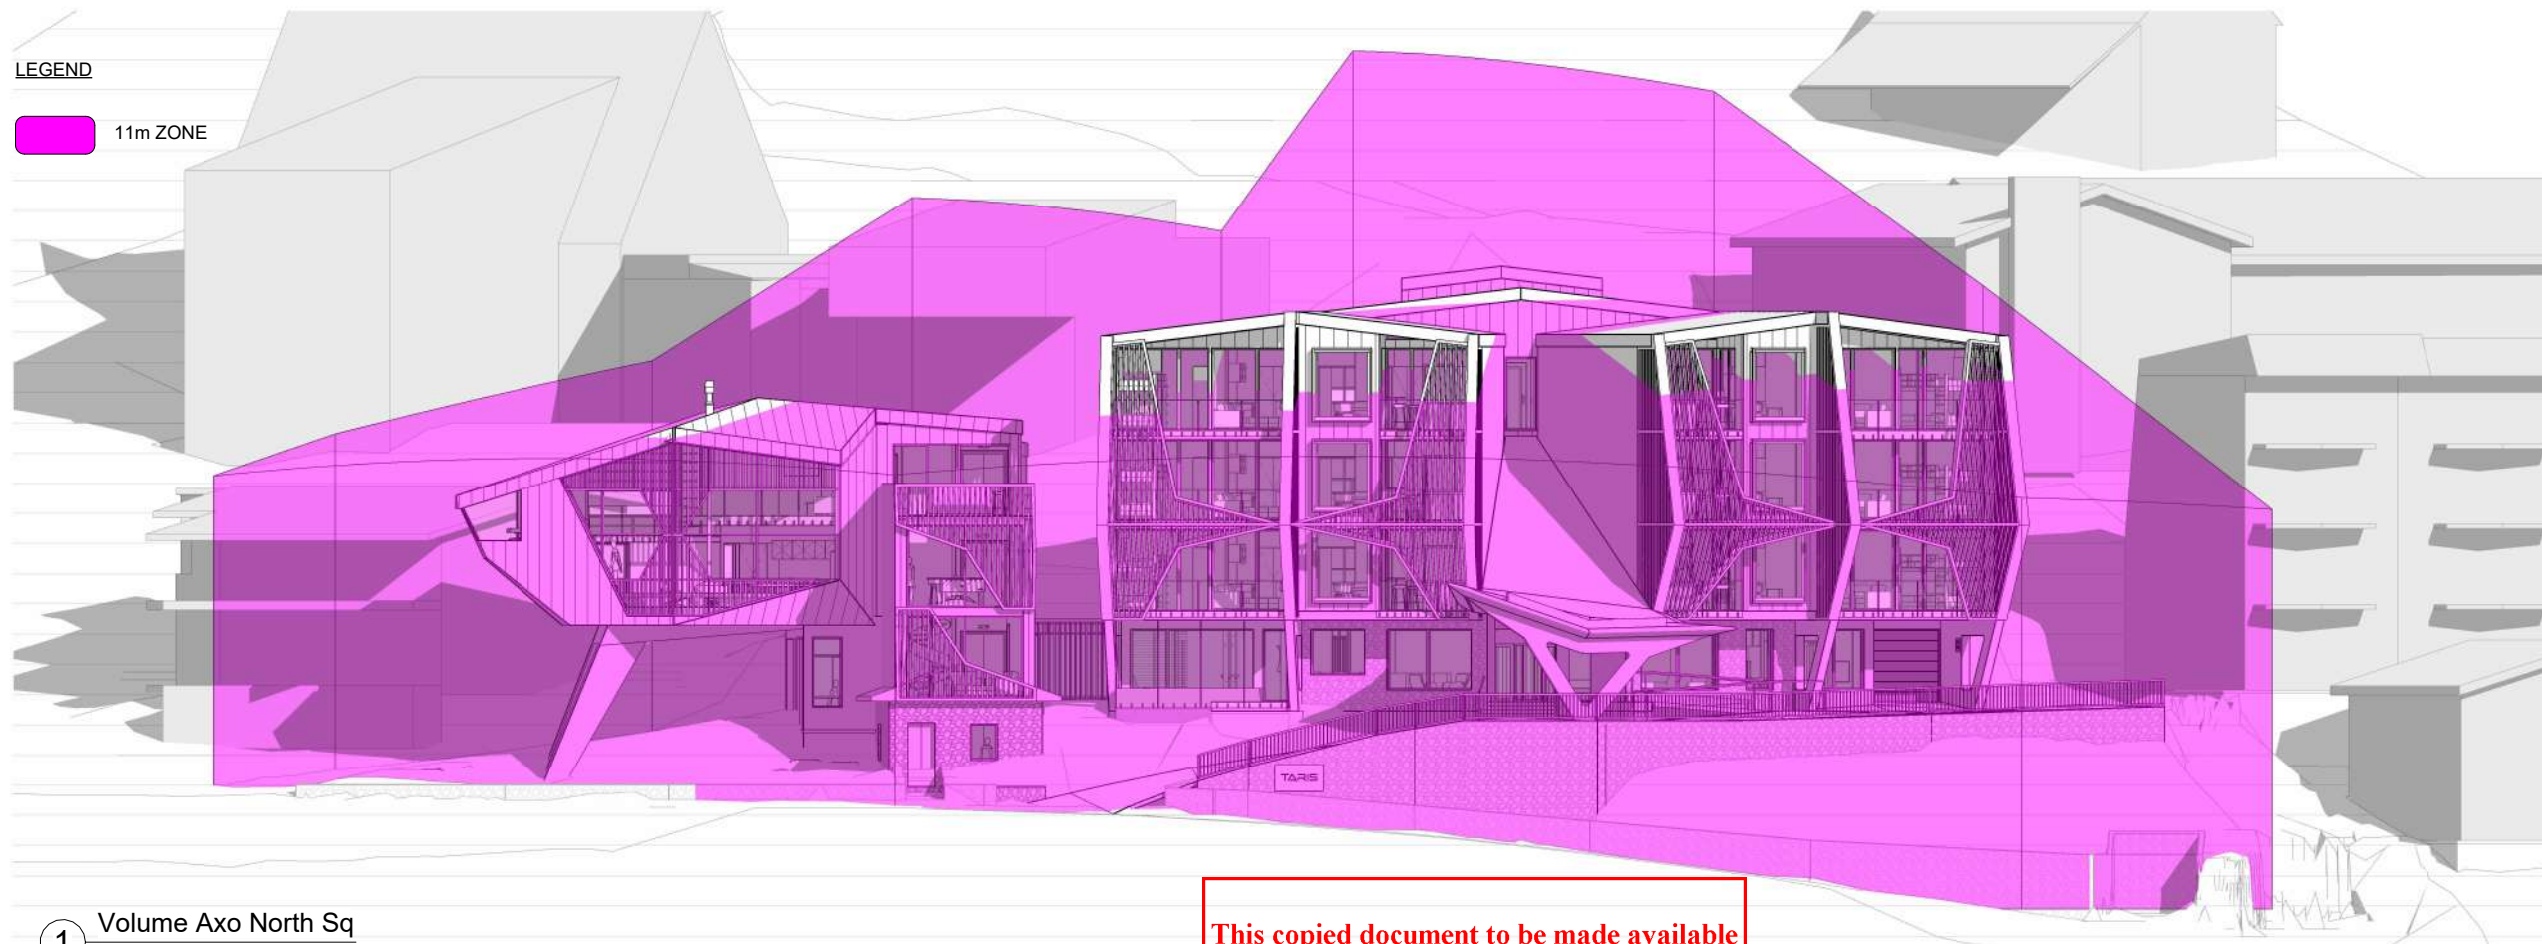 LEGEND
11m ZONE
TARIS
1
Volume Axo North Sq
This copied document to be made available